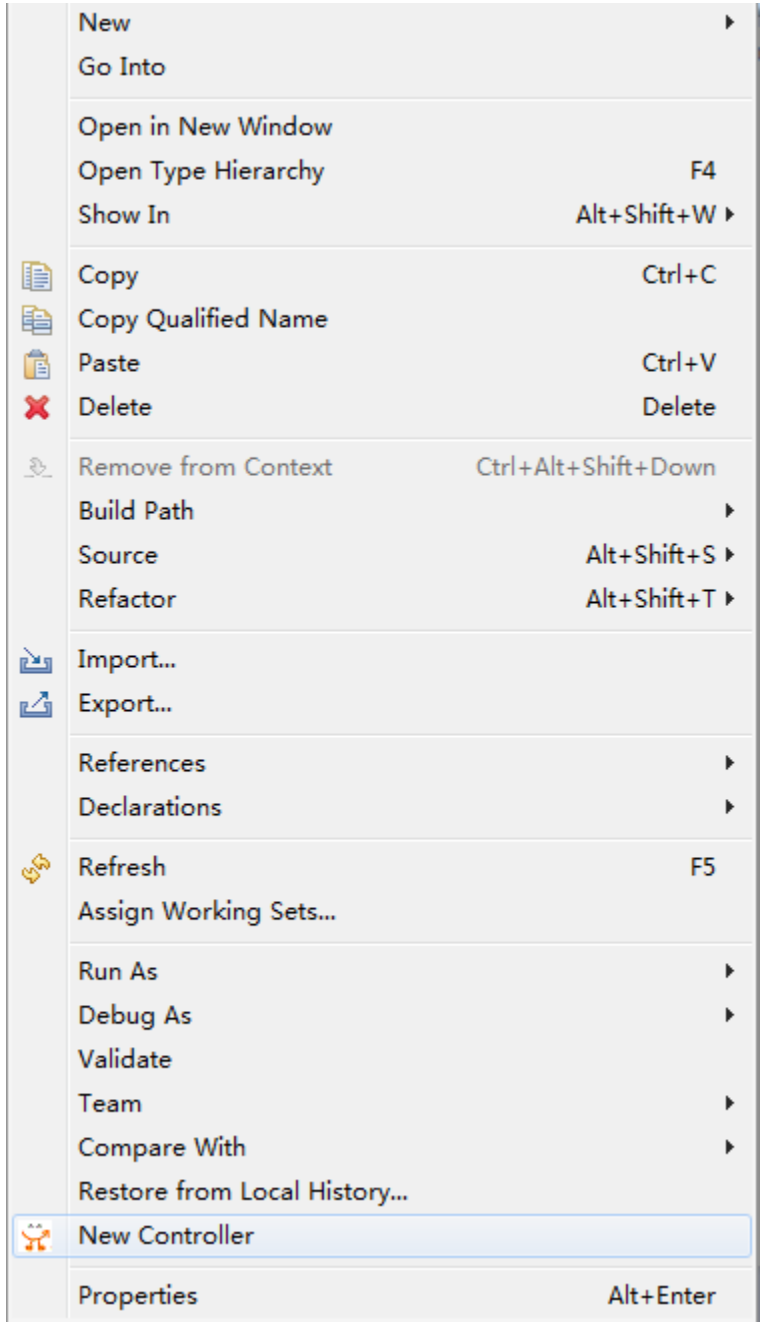 New
Go Into
Open in New Window
Open Type Hierarchy F4
Show In Alt+Shift+W
Copy Ctrl+C
Copy Qualified Name
Paste Ctrl+V
Delete Delete
Remove from Context Ctrl+Alt+Shift+Down
Build Path
Source Alt+Shift+S
Refactor Alt+Shift+T
Import...
Export...
References
Declarations
Refresh F5
Assign Working Sets...
Run As
Debug As
Validate
Team
Compare With
Restore from Local History...
New Controller
Properties Alt+Enter